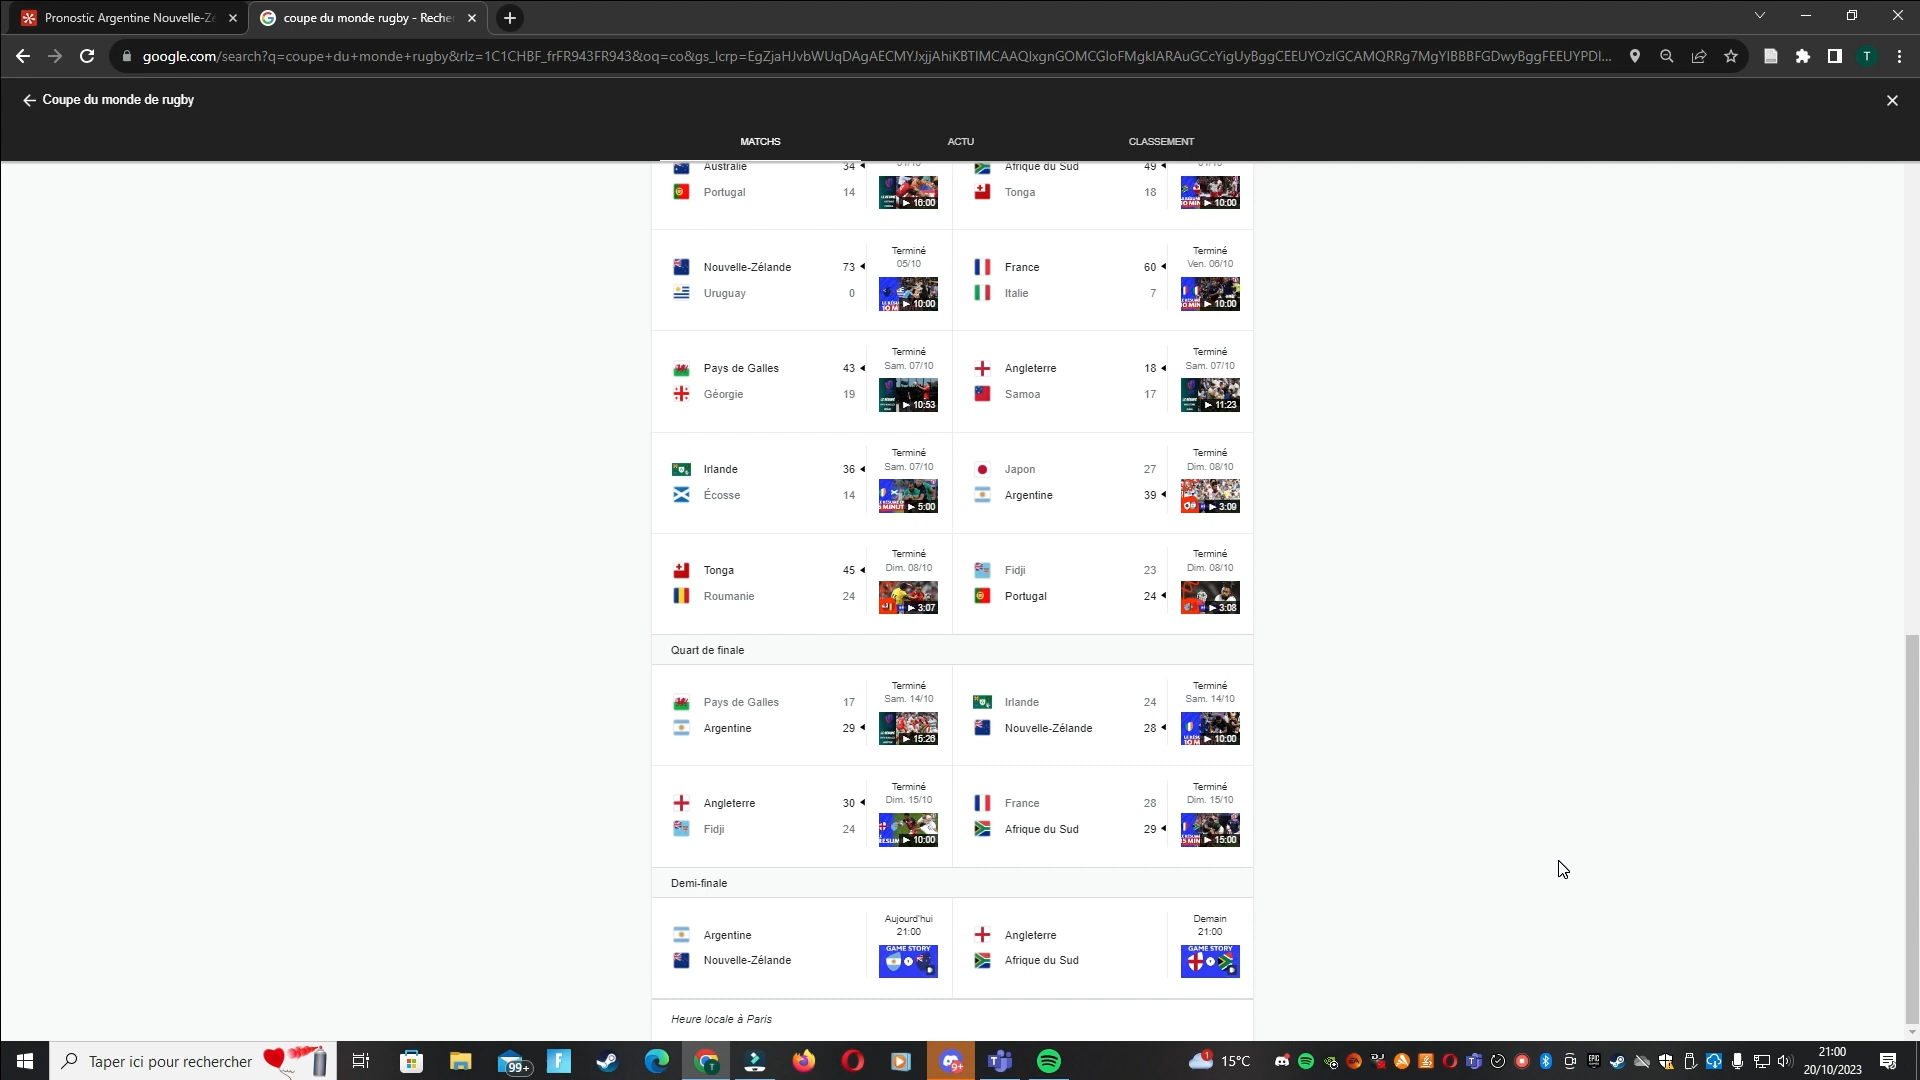 Pronostic Argentine Nouvelle-Zé
coupe du monde rugby - Reche
google.com/search?q=coupe+du+monde+rugby&rlz=1C1CHBF_frFR943FR943&oq=co&gs_lcrp=EgZjaHJvbWUqDAgAECMYJxjjAhiKBTIMCAAQIxgnGOMCGIoFMgkIARAuGCcYigUyBggCEEUYOzIGCAMQRRg7MgYIBBBFGDwyBggFEEUYPDI...
T
Coupe du monde de rugby
MATCHS
ACTU
CLASSEMENT
Australie 34
Portugal 14
16:00
Afrique du Sud 49
Tonga 18
10:00
Terminé
05/10
Nouvelle-Zélande 73
Uruguay 0
10:00
Terminé
Ven. 06/10
France 60
Italie 7
10:00
Terminé
Sam. 07/10
Pays de Galles 43
Géorgie 19
10:53
Terminé
Sam. 07/10
Angleterre 18
Samoa 17
11:23
Terminé
Sam. 07/10
Irlande 36
Écosse 14
5:00
Terminé
Dim. 08/10
Japon 27
Argentine 39
3:09
Terminé
Dim. 08/10
Tonga 45
Roumanie 24
3:07
Terminé
Dim. 08/10
Fidji 23
Portugal 24
3:08
Quart de finale
Terminé
Sam. 14/10
Pays de Galles 17
Argentine 29
15:26
Terminé
Sam. 14/10
Irlande 24
Nouvelle-Zélande 28
10:00
Terminé
Dim. 15/10
Angleterre 30
Fidji 24
10:00
Terminé
Dim. 15/10
France 28
Afrique du Sud 29
15:00
Demi-finale
Aujourd'hui
21:00
Argentine
Nouvelle-Zélande
GAME STORY
Demain
21:00
Angleterre
Afrique du Sud
GAME STORY
Heure locale à Paris
Taper ici pour rechercher
99+
9+
15°C
21:00
20/10/2023